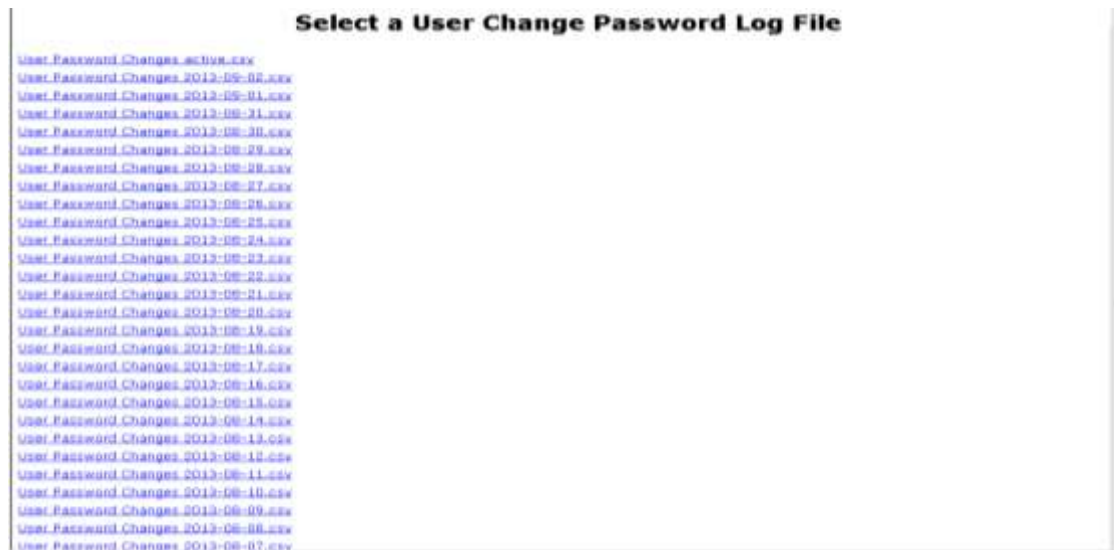 Select a User Change Password Log File
User Password Changes active.csv
User Password Changes 2013-09-02.csv
User Password Changes 2013-09-01.csv
User Password Changes 2013-08-31.csv
User Password Changes 2013-08-30.csv
User Password Changes 2013-08-29.csv
User Password Changes 2013-08-28.csv
User Password Changes 2013-08-27.csv
User Password Changes 2013-08-26.csv
User Password Changes 2013-08-25.csv
User Password Changes 2013-08-24.csv
User Password Changes 2013-08-23.csv
User Password Changes 2013-08-22.csv
User Password Changes 2013-08-21.csv
User Password Changes 2013-08-20.csv
User Password Changes 2013-08-19.csv
User Password Changes 2013-08-18.csv
User Password Changes 2013-08-17.csv
User Password Changes 2013-08-16.csv
User Password Changes 2013-08-15.csv
User Password Changes 2013-08-14.csv
User Password Changes 2013-08-13.csv
User Password Changes 2013-08-12.csv
User Password Changes 2013-08-11.csv
User Password Changes 2013-08-10.csv
User Password Changes 2013-08-09.csv
User Password Changes 2013-08-08.csv
User Password Changes 2013-08-07.csv